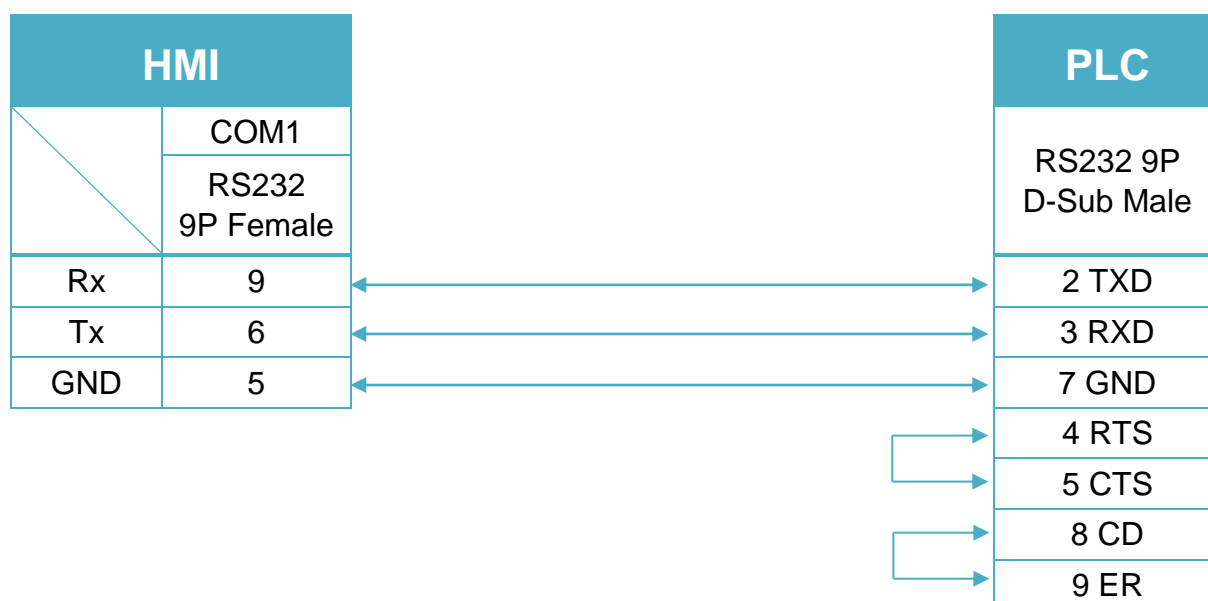 HMI
PLC
COM1
RS232
9P Female
RS232 9P
D-Sub Male
Rx 9 2 TXD
Tx 6 3 RXD
GND 5 7 GND
4 RTS
5 CTS
8 CD
9 ER